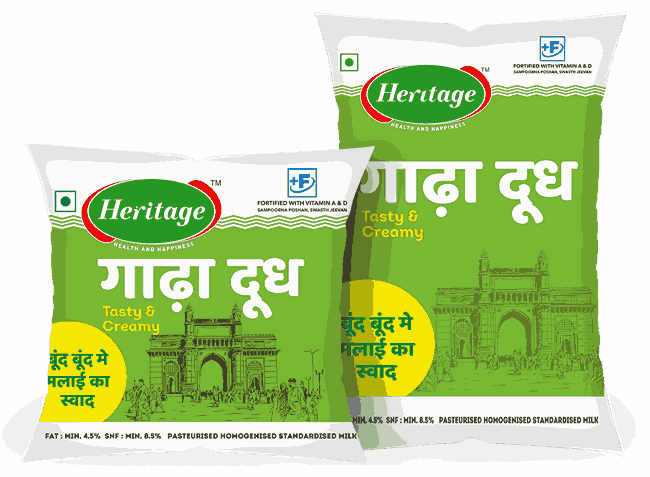 Heritage
TM
HEALTH AND HAPPINESS
+F
FORTIFIED WITH VITAMIN A & D
SAMPOORNA POSHAN, SWASTH JEEVAN
गाढ़ा दूध
Tasty &
Creamy
बूंद बूंद मे
मलाई का
स्वाद
FAT : MIN. 4.5% SNF : MIN. 8.5% PASTEURISED HOMOGENISED STANDARDISED MILK
Heritage
TM
HEALTH AND HAPPINESS
+F
FORTIFIED WITH VITAMIN A & D
SAMPOORNA POSHAN, SWASTH JEEVAN
गाढ़ा दूध
Tasty &
Creamy
बूंद बूंद मे
मलाई का
स्वाद
MIN. 4.5% SNF : MIN. 8.5% PASTEURISED HOMOGENISED STANDARDISED MILK